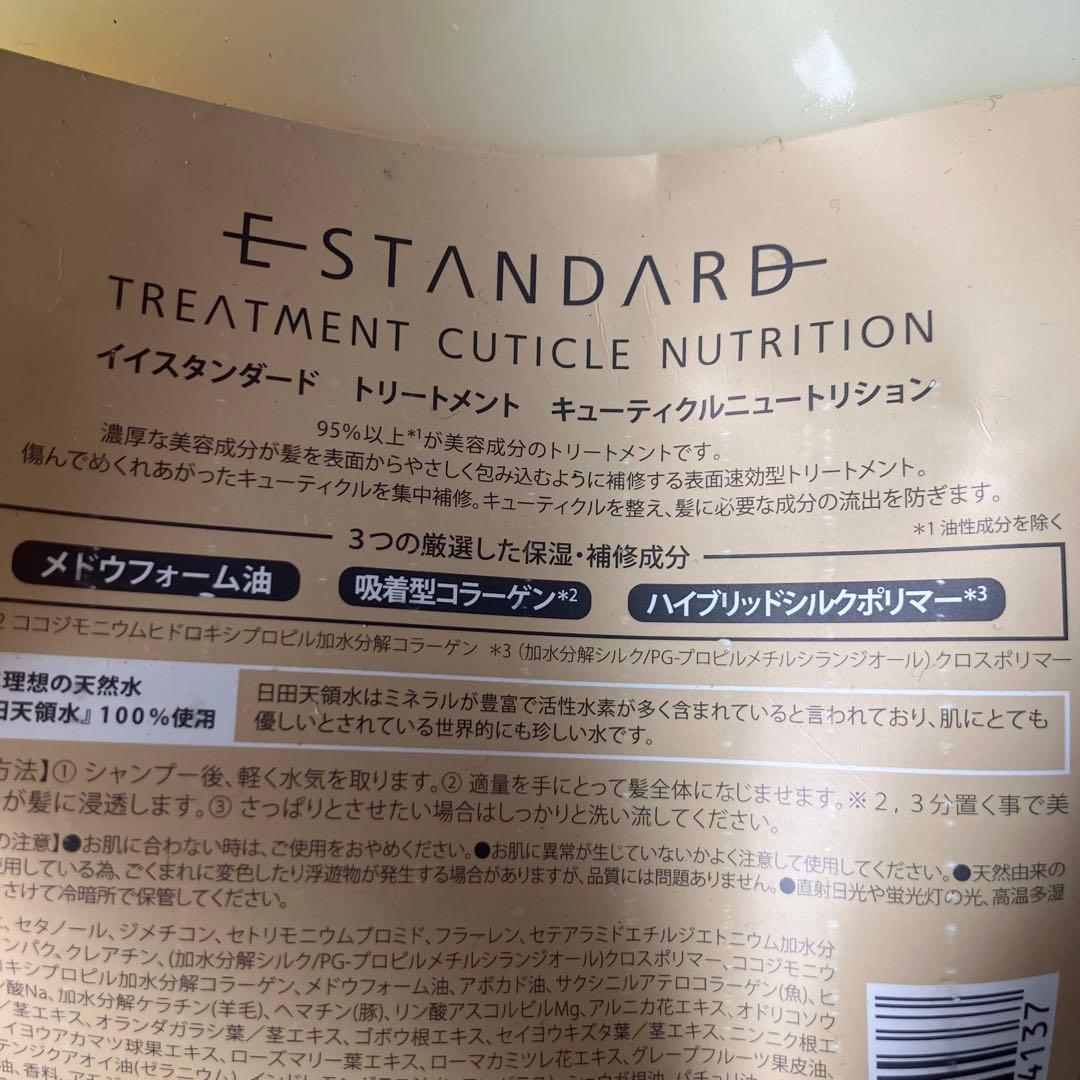 E STANDARD
TREATMENT CUTICLE NUTRITION
イイスタンダード トリートメント キューティクルニュートリション
95%以上*1が美容成分のトリートメントです。
濃厚な美容成分が髪を表面からやさしく包み込むように補修する表面速効型トリートメント。
傷んでめくれあがったキューティクルを集中補修。キューティクルを整え、髪に必要な成分の流出を防ぎます。
*1 油性成分を除く
3つの厳選した保湿・補修成分
メドウフォーム油 吸着型コラーゲン*2 ハイブリッドシルクポリマー*3
2 ココジモニウムヒドロキシプロピル加水分解コラーゲン *3 (加水分解シルク/PG-プロピルメチルシランジオール)クロスポリマー
理想の天然水
田天領水』100%使用
日田天領水はミネラルが豊富で活性水素が多く含まれていると言われており、肌にとても
優しいとされている世界的にも珍しい水です。
方法】① シャンプー後、軽く水気を取ります。② 適量を手にとって髪全体になじませます。※2,3分置く事で美
が髪に浸透します。③ さっぱりとさせたい場合はしっかりと洗い流してください。
の注意】●お肌に合わない時は、ご使用をおやめください。●お肌に異常が生じていないかよく注意して使用してください。●天然由来の
使用している為、ごくまれに変色したり浮遊物が発生する場合がありますが、品質には問題ありません。●直射日光や蛍光灯の光、高温多湿
をさけて冷暗所で保管してください。
、セタノール、ジメチコン、セトリモニウムブロミド、フラーレン、セテアラミドエチルジエトニウム加水分
ンパク、クレアチン、(加水分解シルク/PG-プロピルメチルシランジオール)クロスポリマー、ココジモニウ
ロキシプロピル加水分解コラーゲン、メドウフォーム油、アボカド油、サクシニルアテロコラーゲン(魚)、ヒ
ン酸Na、加水分解ケラチン(羊毛)、ヘマチン(豚)、リン酸アスコルビルMg、アルニカ花エキス、オドリコソウ
/茎エキス、オランダガラシ葉/茎エキス、ゴボウ根エキス、セイヨウキズタ葉/茎エキス、ニンニク根エ
イヨウアカマツ球果エキス、ローズマリー葉エキス、ローマカミツレ花エキス、グレープフルーツ果皮油、
テンジクアオイ油(ゼラニウム)
油、香料
4137